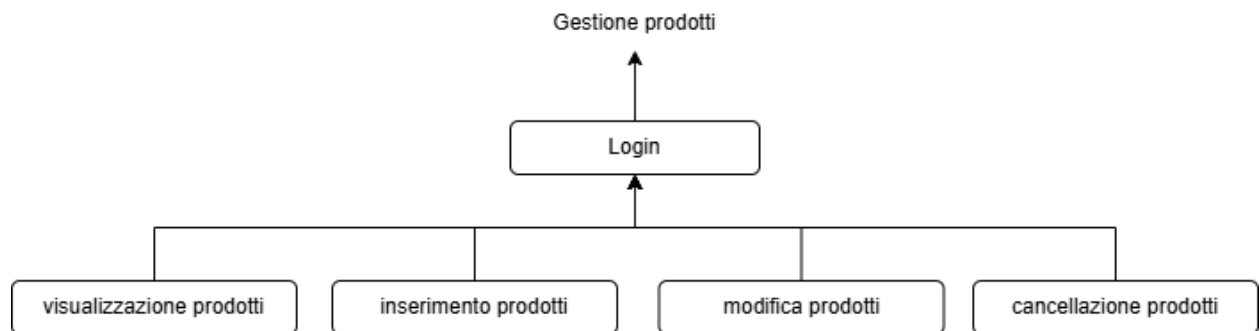 Gestione prodotti
Login
visualizzazione prodotti
inserimento prodotti
modifica prodotti
cancellazione prodotti